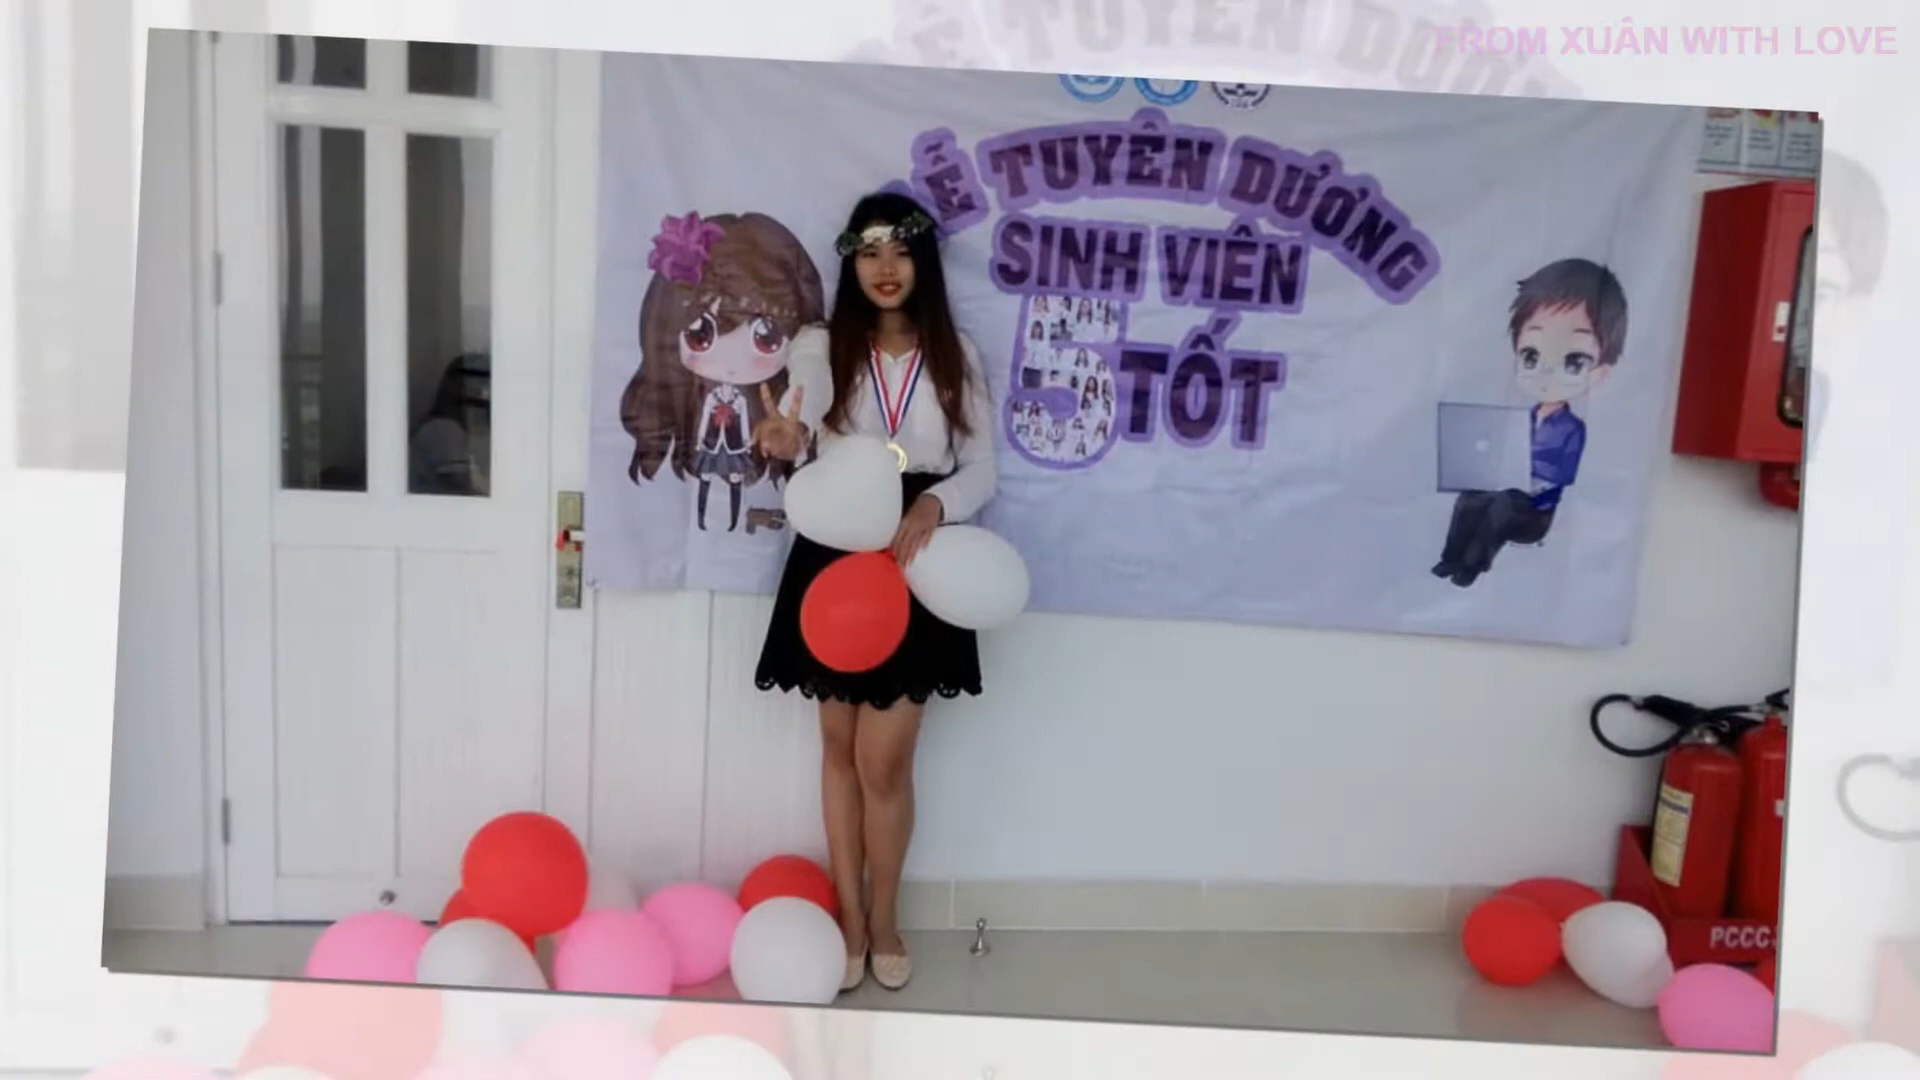 FROM XUÂN WITH LOVE
Ễ TUYÊN DƯƠNG
SINH VIÊN
5 TỐT
PCCC